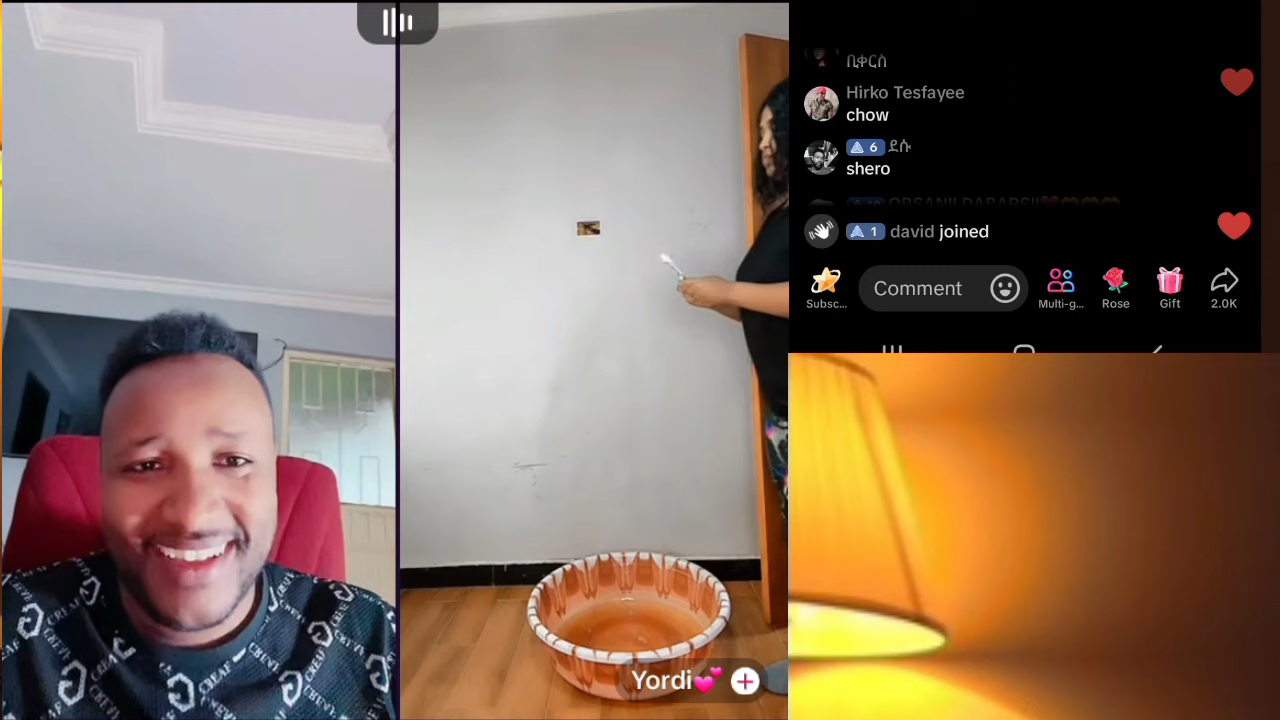 ቢቀርስ
Hirko Tesfayee
chow
6 ደሱ
shero
1 david joined
Subsc...
Comment
Multi-g...
Rose
Gift
2.0K
Yordi💕